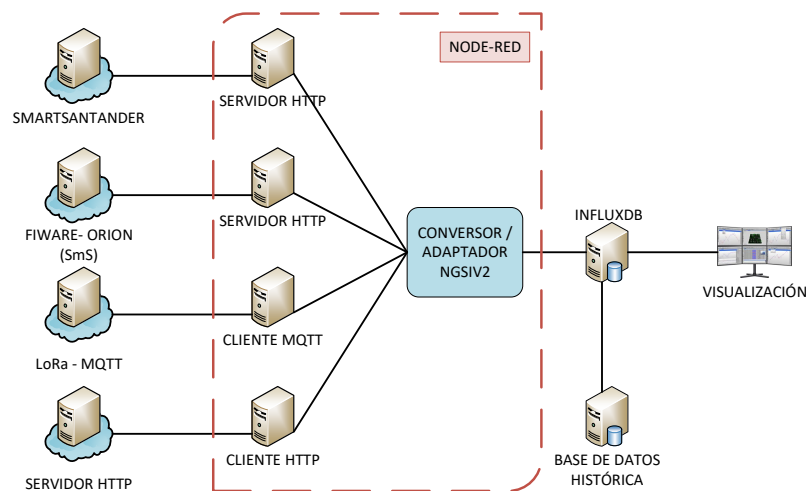 NODE-RED
SMARTSANTANDER
SERVIDOR HTTP
FIWARE- ORION
(SmS)
SERVIDOR HTTP
CONVERSOR /
ADAPTADOR
NGSIV2
INFLUXDB
VISUALIZACIÓN
LoRa - MQTT
CLIENTE MQTT
SERVIDOR HTTP
CLIENTE HTTP
BASE DE DATOS
HISTÓRICA